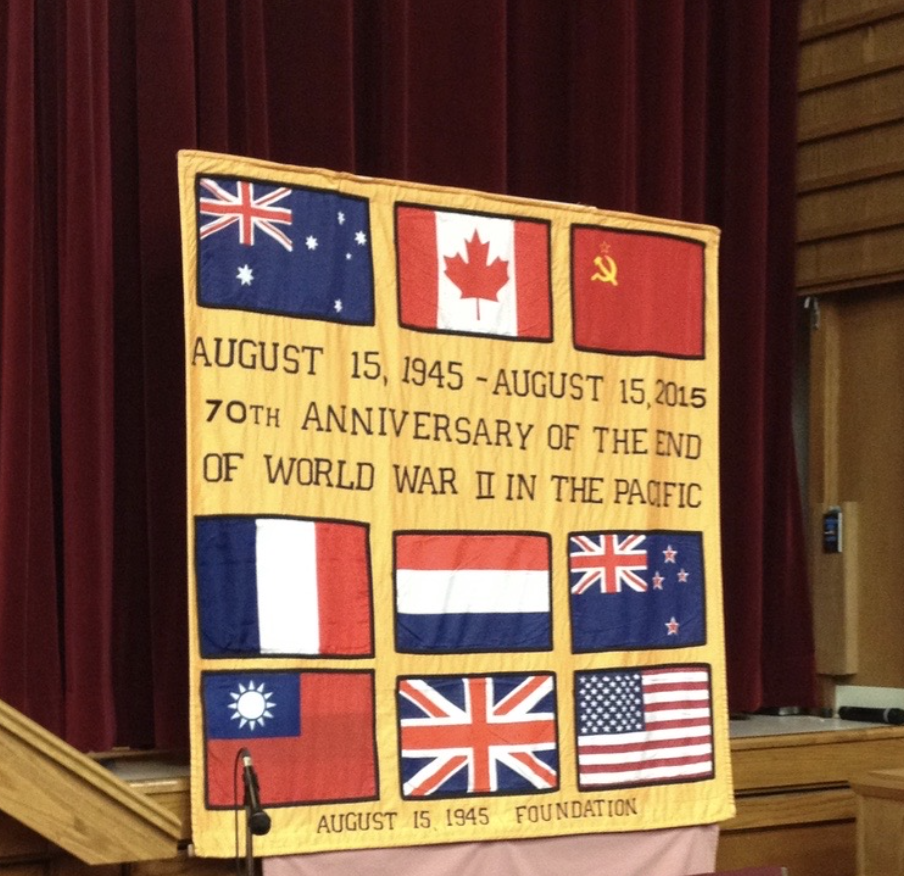 AUGUST 15, 1945 - AUGUST 15, 2015
70TH ANNIVERSARY OF THE END
OF WORLD WAR II IN THE PACIFIC
AUGUST 15 1945 FOUNDATION